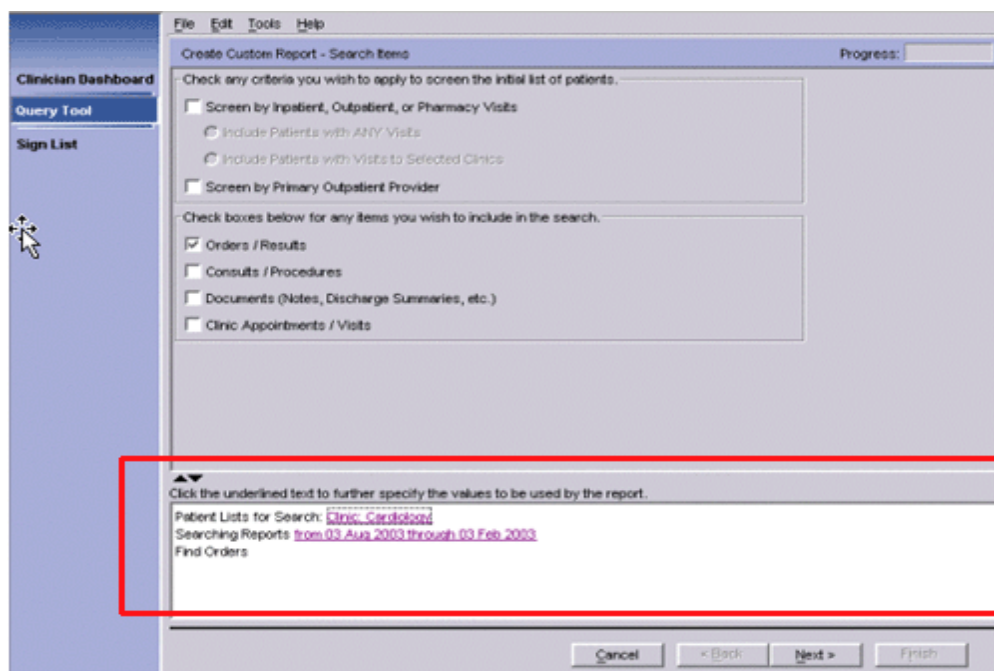 File Edit Tools Help
Create Custom Report - Search Items Progress:
Clinician Dashboard
Query Tool
Sign List
Check any criteria you wish to apply to screen the initial list of patients.
Screen by Inpatient, Outpatient, or Pharmacy Visits
Include Patients with ANY Visits
Include Patients with Visits to Selected Clinics
Screen by Primary Outpatient Provider
Check boxes below for any items you wish to include in the search.
Orders / Results
Consults / Procedures
Documents (Notes, Discharge Summaries, etc.)
Clinic Appointments / Visits
Click the underlined text to further specify the values to be used by the report.
Patient Lists for Search: Clinic: Cardiology
Searching Reports from 03 Aug 2003 through 03 Feb 2003
Find Orders
Cancel < Back Next > Finish